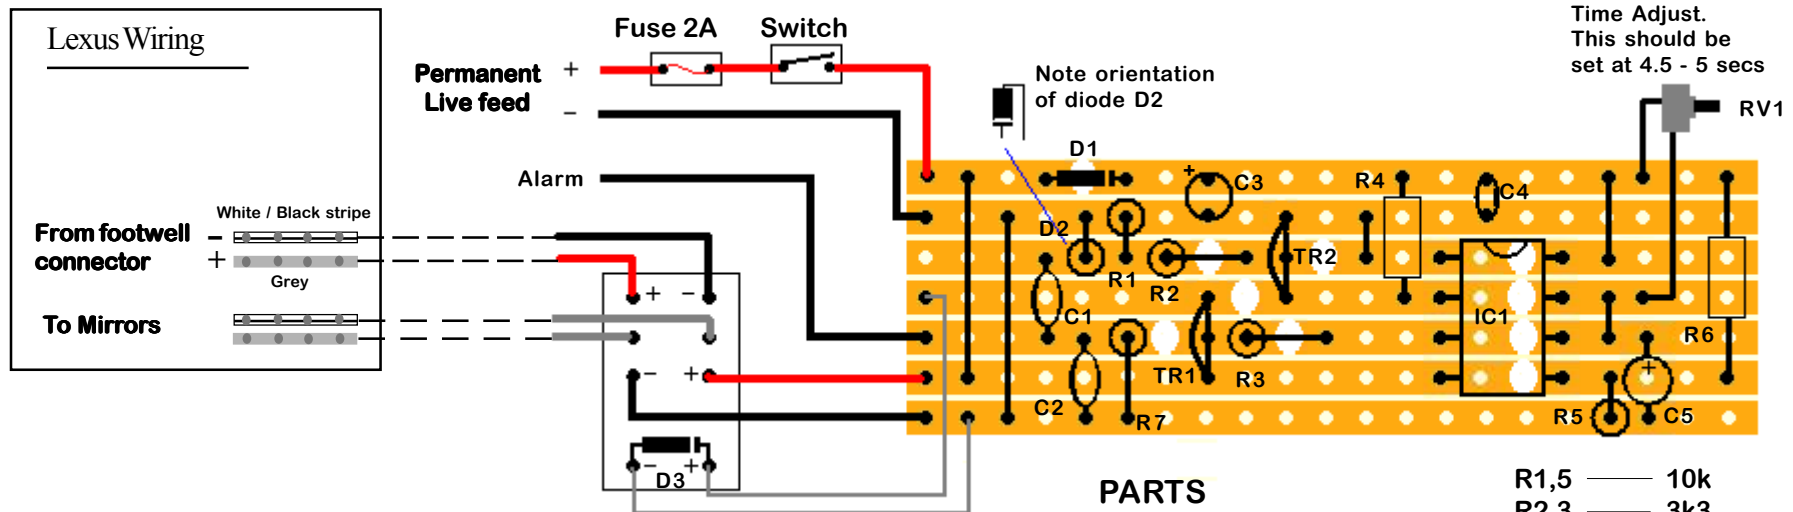 Lexus Wiring
Fuse 2A
Switch
Time Adjust.
This should be
set at 4.5 - 5 secs
RV1
Permanent
Live feed
+
–
Note orientation
of diode D2
Alarm
White / Black stripe
From footwell
connector
–
+
Grey
To Mirrors
+ –
– +
– +
D3
D1
+
C3
R4
C4
D2
R1
R2
TR2
C1
IC1
R6
TR1
R3
C2
R7
+
R5
C5
PARTS
R1,5 —— 10k
R2,3 —— 3k3